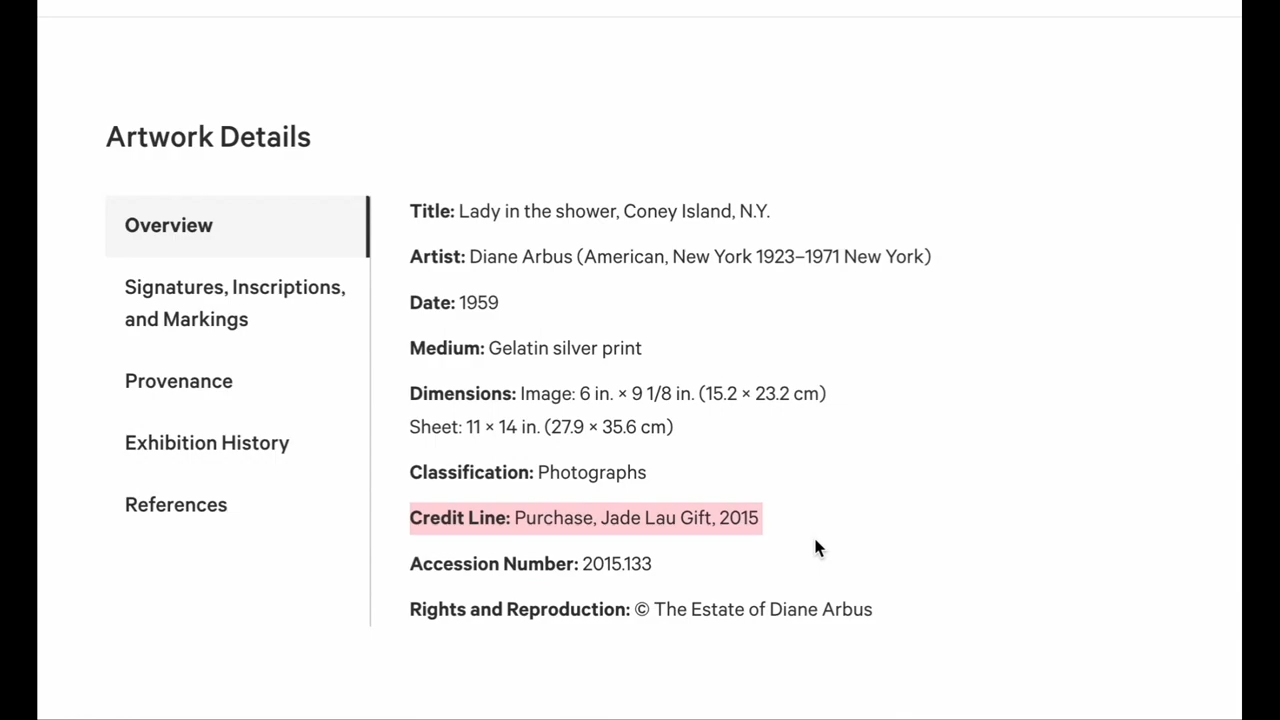 Artwork Details
Overview
Signatures, Inscriptions,
and Markings
Provenance
Exhibition History
References
Title: Lady in the shower, Coney Island, N.Y.
Artist: Diane Arbus (American, New York 1923–1971 New York)
Date: 1959
Medium: Gelatin silver print
Dimensions: Image: 6 in. × 9 1/8 in. (15.2 × 23.2 cm)
Sheet: 11 × 14 in. (27.9 × 35.6 cm)
Classification: Photographs
Credit Line: Purchase, Jade Lau Gift, 2015
Accession Number: 2015.133
Rights and Reproduction: © The Estate of Diane Arbus